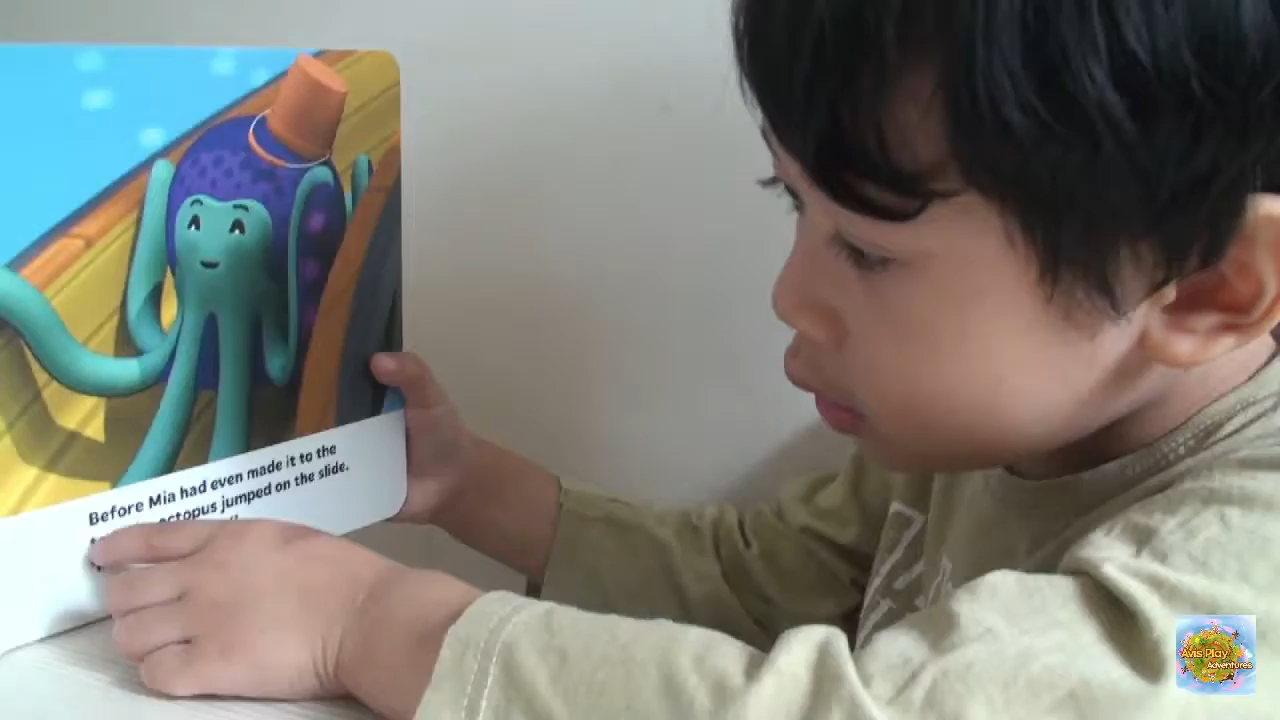 Before Mia had even made it to the
octopus jumped on the slide.
Avis Play
Adventures